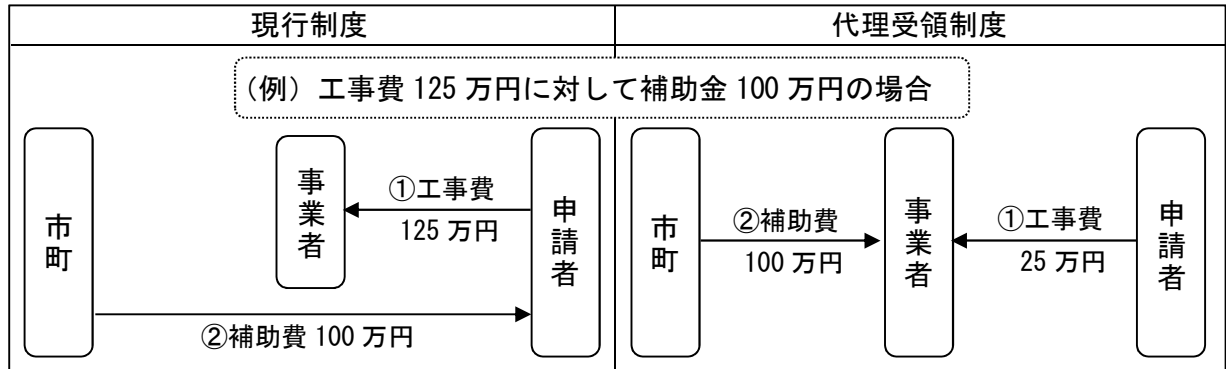 現行制度
代理受領制度
（例）工事費 125 万円に対して補助金 100 万円の場合
市町
事業者
①工事費
125 万円
申請者
②補助費 100 万円
市町
②補助費
100 万円
事業者
①工事費
25 万円
申請者